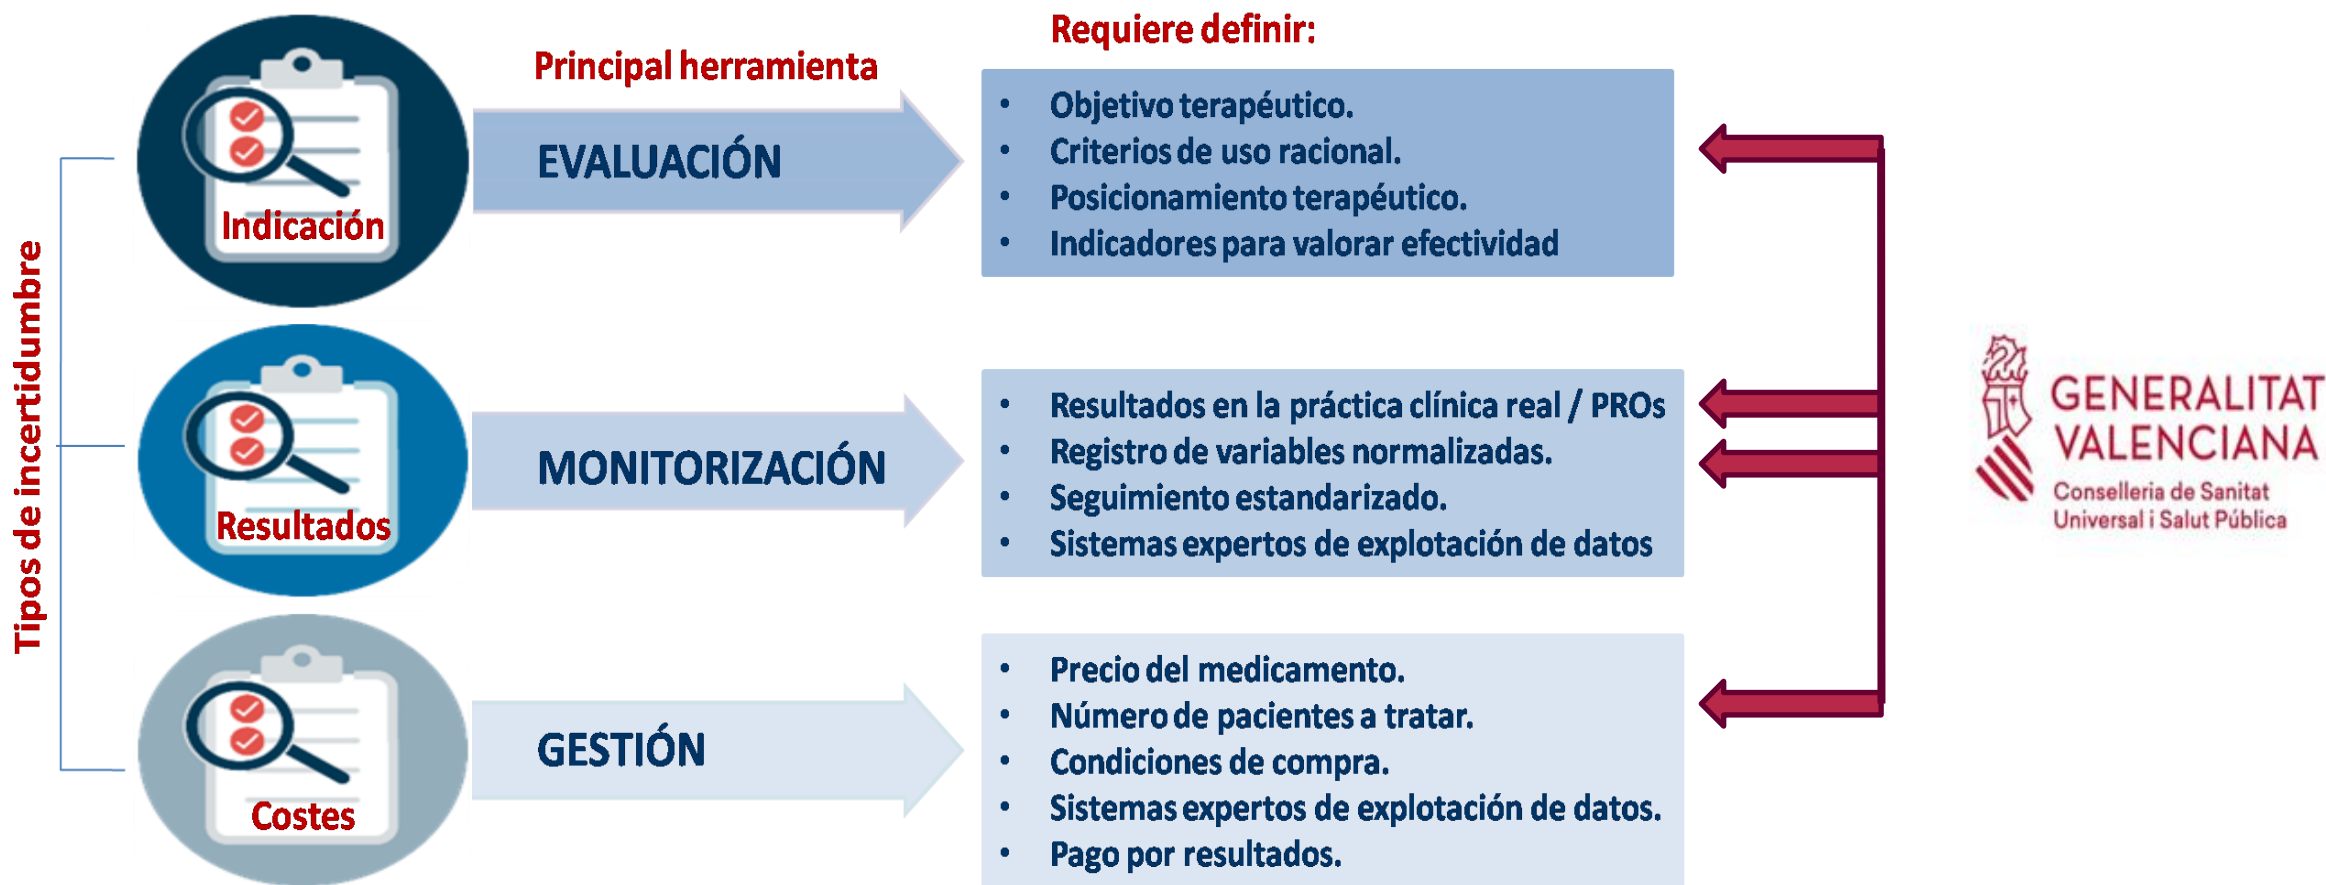 Tipos de incertidumbre
Principal herramienta
Requiere definir:
Indicación
EVALUACIÓN
• Objetivo terapéutico.
• Criterios de uso racional.
• Posicionamiento terapéutico.
• Indicadores para valorar efectividad
Resultados
MONITORIZACIÓN
• Resultados en la práctica clínica real / PROs
• Registro de variables normalizadas.
• Seguimiento estandarizado.
• Sistemas expertos de explotación de datos
Costes
GESTIÓN
• Precio del medicamento.
• Número de pacientes a tratar.
• Condiciones de compra.
• Sistemas expertos de explotación de datos.
• Pago por resultados.
GENERALITAT
VALENCIANA
Conselleria de Sanitat
Universal i Salut Pública